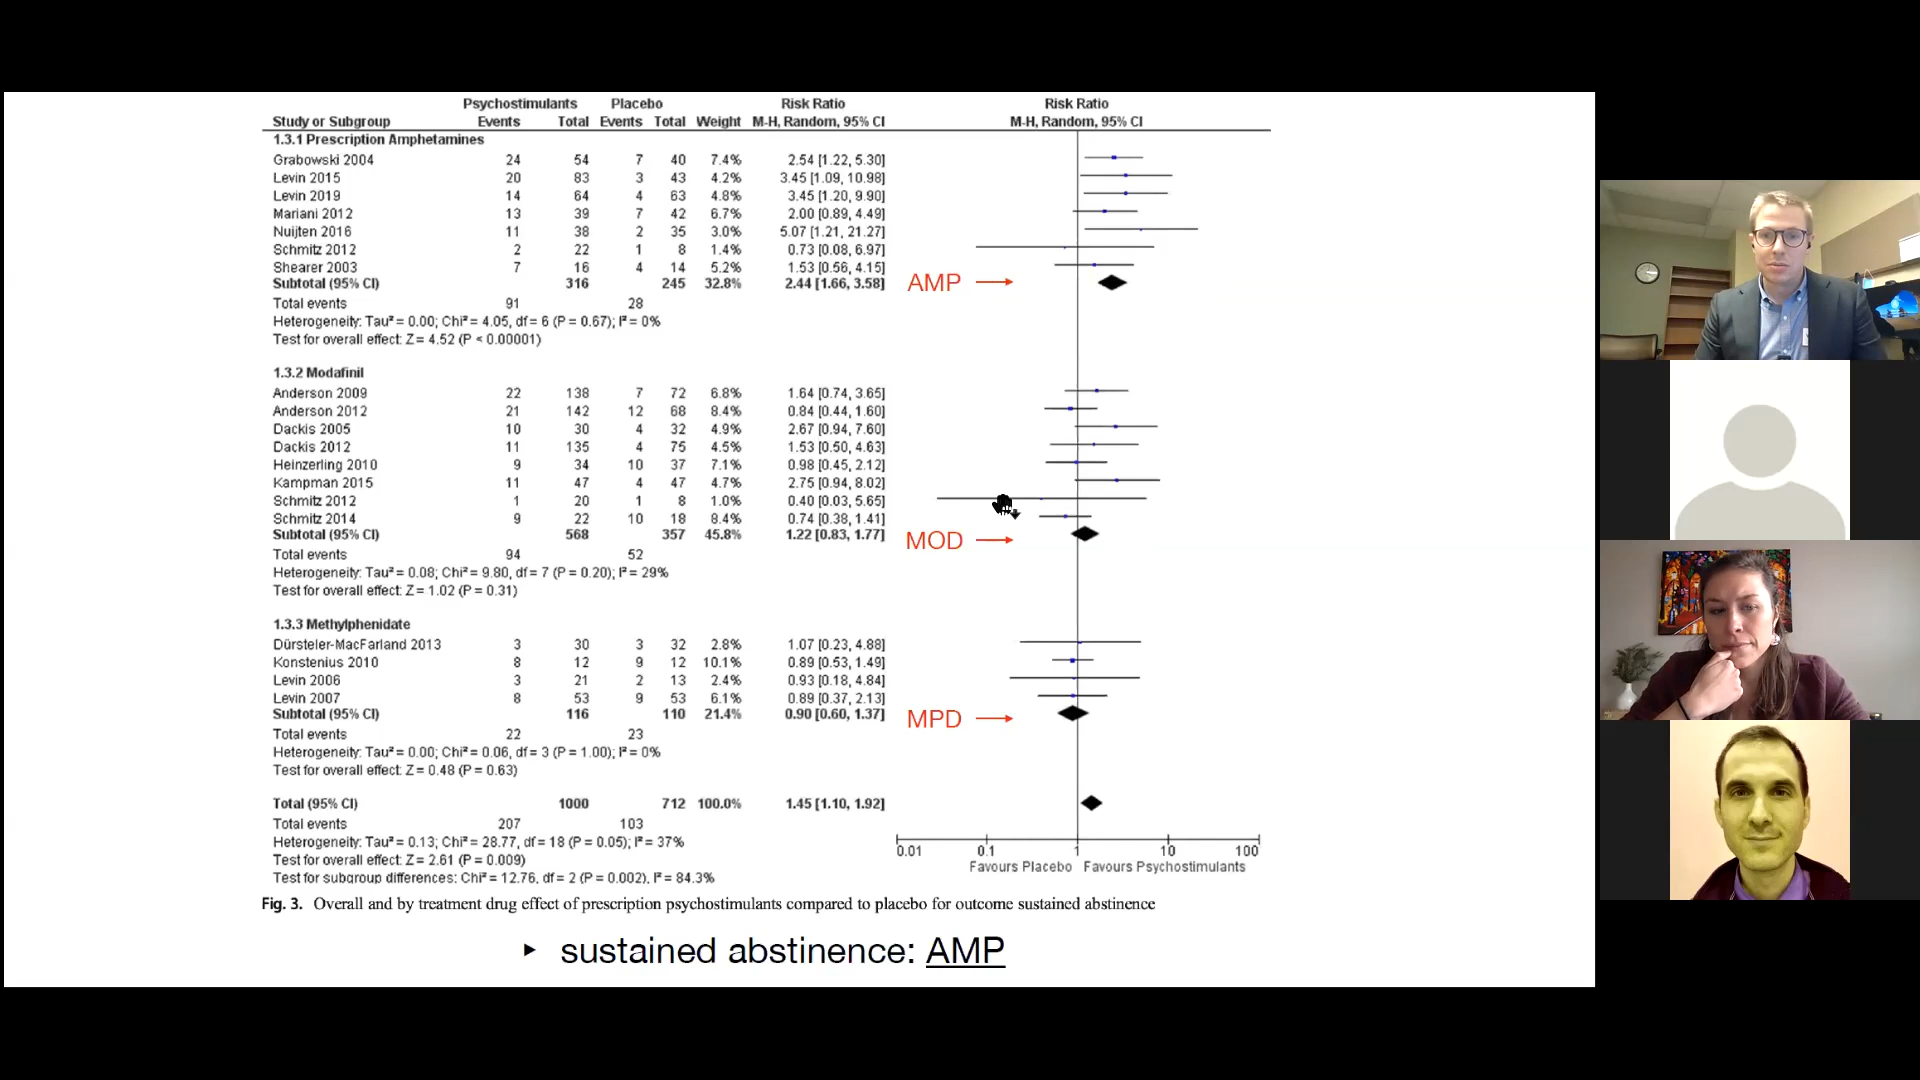 Psychostimulants Placebo Risk Ratio Risk Ratio
Study or Subgroup Events Total Events Total Weight M-H, Random, 95% CI M-H, Random, 95% CI
1.3.1 Prescription Amphetamines
Grabowski 2004 24 54 7 40 7.4% 2.54 [1.22, 5.30]
Levin 2015 20 83 3 43 4.2% 3.45 [1.09, 10.98]
Levin 2019 14 64 4 63 4.8% 3.45 [1.20, 9.90]
Mariani 2012 13 39 7 42 6.7% 2.00 [0.89, 4.49]
Nuijten 2016 11 38 2 35 3.0% 5.07 [1.21, 21.27]
Schmitz 2012 2 22 1 8 1.4% 0.73 [0.08, 6.97]
Shearer 2003 7 16 4 14 5.2% 1.53 [0.56, 4.15]
Subtotal (95% CI) 316 245 32.8% 2.44 [1.66, 3.58] AMP
Total events 91 28
Heterogeneity: Tau² = 0.00; Chi² = 4.05, df = 6 (P = 0.67); I² = 0%
Test for overall effect: Z = 4.52 (P < 0.00001)
1.3.2 Modafinil
Anderson 2009 22 138 7 72 6.8% 1.64 [0.74, 3.65]
Anderson 2012 21 142 12 68 8.4% 0.84 [0.44, 1.60]
Dackis 2005 10 30 4 32 4.9% 2.67 [0.94, 7.60]
Dackis 2012 11 135 4 75 4.5% 1.53 [0.50, 4.63]
Heinzerling 2010 9 34 10 37 7.1% 0.98 [0.45, 2.12]
Kampman 2015 11 47 4 47 4.7% 2.75 [0.94, 8.02]
Schmitz 2012 1 20 1 8 1.0% 0.40 [0.03, 5.65]
Schmitz 2014 9 22 10 18 8.4% 0.74 [0.38, 1.41]
Subtotal (95% CI) 568 357 45.8% 1.22 [0.83, 1.77] MOD
Total events 94 52
Heterogeneity: Tau² = 0.08; Chi² = 9.80, df = 7 (P = 0.20); I² = 29%
Test for overall effect: Z = 1.02 (P = 0.31)
1.3.3 Methylphenidate
Dürsteler-MacFarland 2013 3 30 3 32 2.8% 1.07 [0.23, 4.88]
Konstenius 2010 8 12 9 12 10.1% 0.89 [0.53, 1.49]
Levin 2006 3 21 2 13 2.4% 0.93 [0.18, 4.84]
Levin 2007 8 53 9 53 6.1% 0.89 [0.37, 2.13]
Subtotal (95% CI) 116 110 21.4% 0.90 [0.60, 1.37] MPD
Total events 22 23
Heterogeneity: Tau² = 0.00; Chi² = 0.06, df = 3 (P = 1.00); I² = 0%
Test for overall effect: Z = 0.48 (P = 0.63)
Total (95% CI) 1000 712 100.0% 1.45 [1.10, 1.92]
Total events 207 103
Heterogeneity: Tau² = 0.13; Chi² = 28.77, df = 18 (P = 0.05); I² = 37%
Test for overall effect: Z = 2.61 (P = 0.009)
Test for subgroup differences: Chi² = 12.76, df = 2 (P = 0.002), I² = 84.3%
0.01 0.1 1 10 100
Favours Placebo Favours Psychostimulants
Fig. 3. Overall and by treatment drug effect of prescription psychostimulants compared to placebo for outcome sustained abstinence
sustained abstinence: AMP